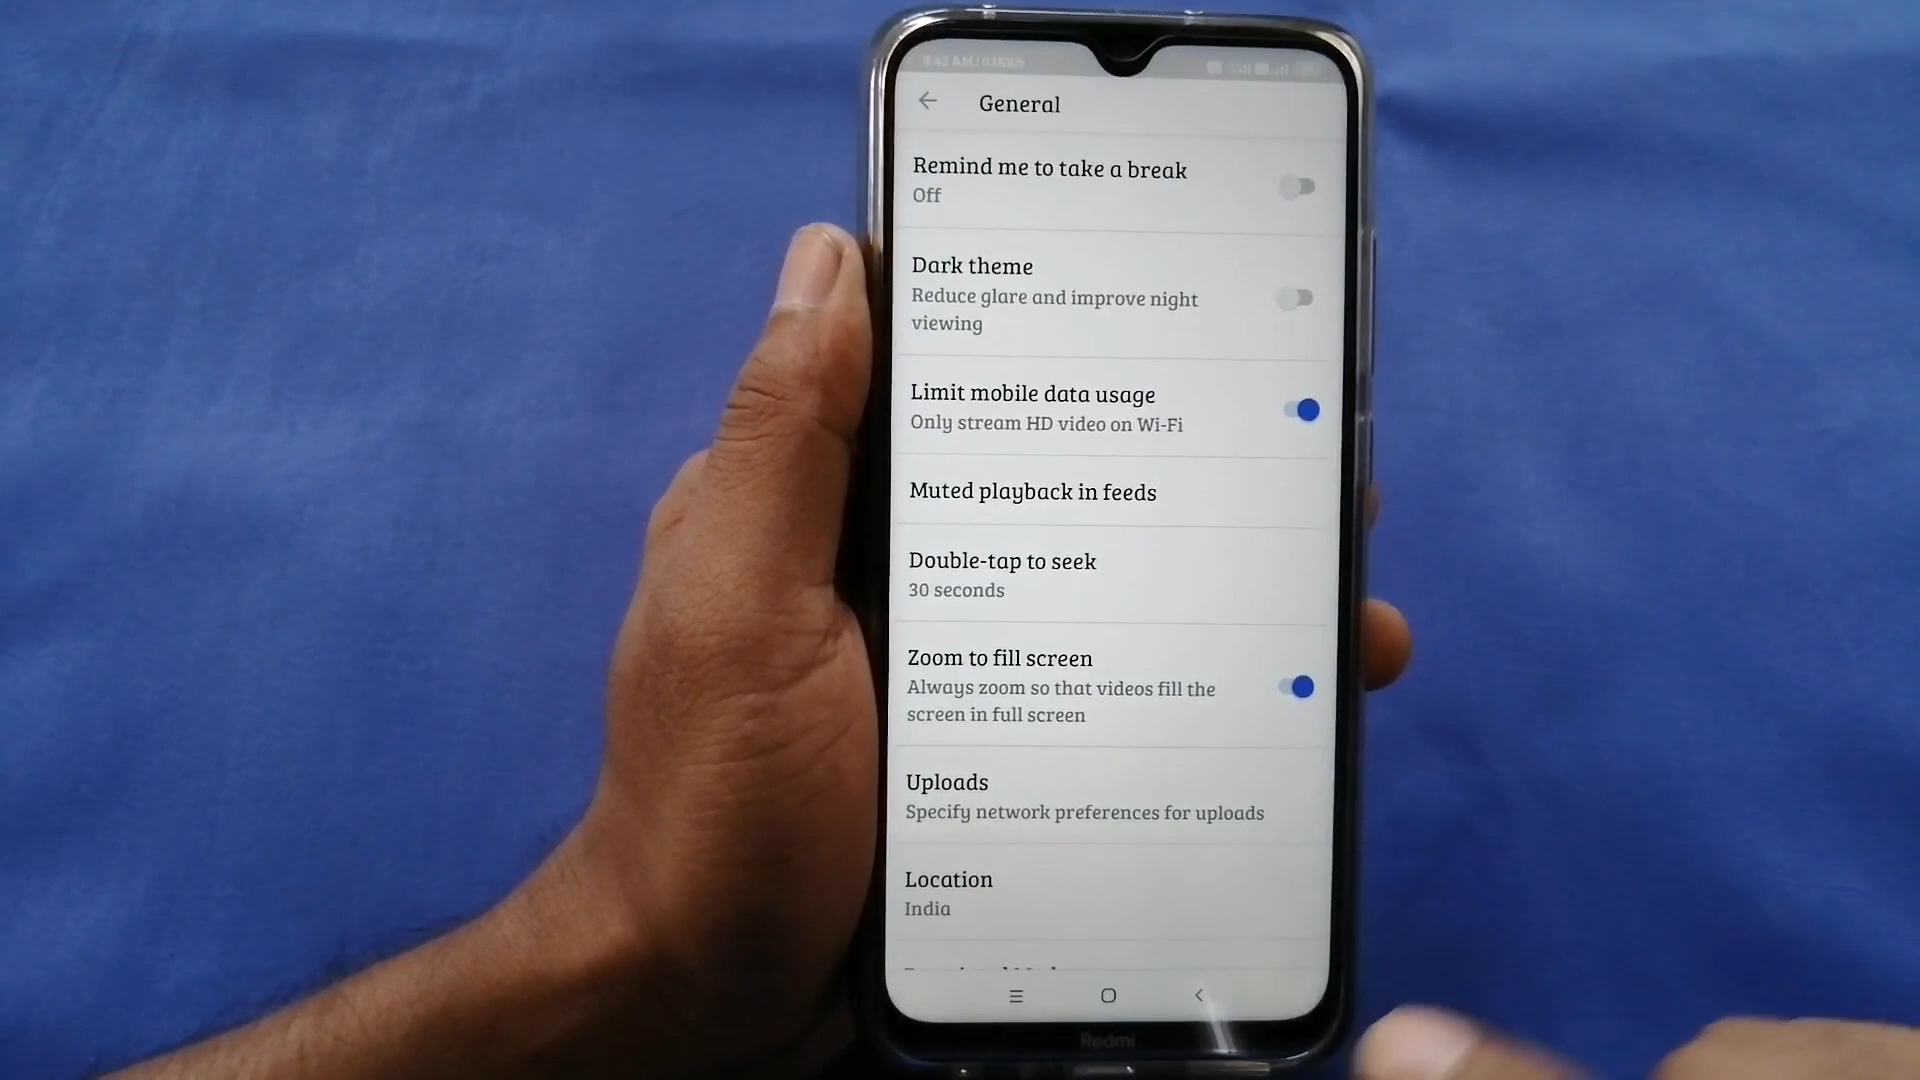 General
Remind me to take a break
Off
Dark theme
Reduce glare and improve night
viewing
Limit mobile data usage
Only stream HD video on Wi-Fi
Muted playback in feeds
Double-tap to seek
30 seconds
Zoom to fill screen
Always zoom so that videos fill the
screen in full screen
Uploads
Specify network preferences for uploads
Location
India
Redmi